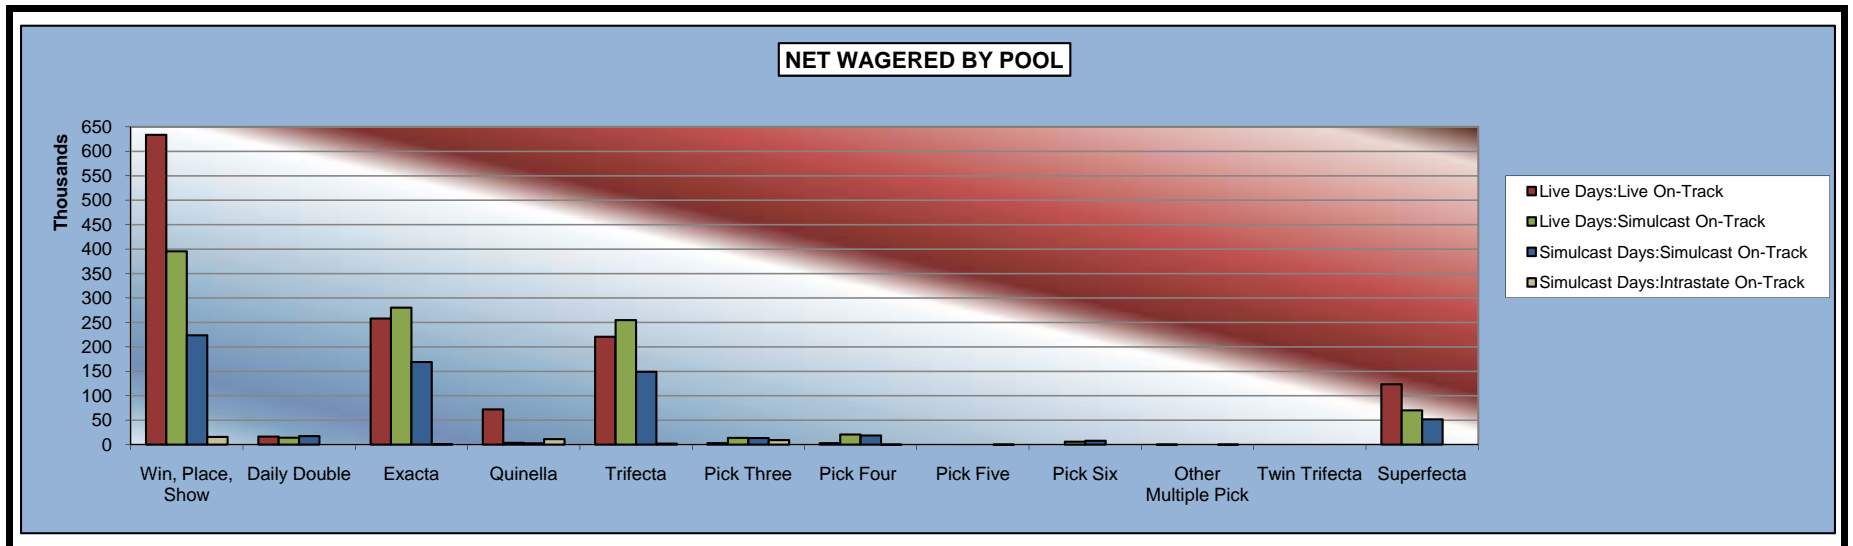 NET WAGERED BY POOL
Thousands
650
600
550
500
450
400
350
300
250
200
150
100
50
0
Win, Place,
Show
Daily Double
Exacta
Quinella
Trifecta
Pick Three
Pick Four
Pick Five
Pick Six
Other
Multiple Pick
Twin Trifecta
Superfecta
Live Days:Live On-Track
Live Days:Simulcast On-Track
Simulcast Days:Simulcast On-Track
Simulcast Days:Intrastate On-Track